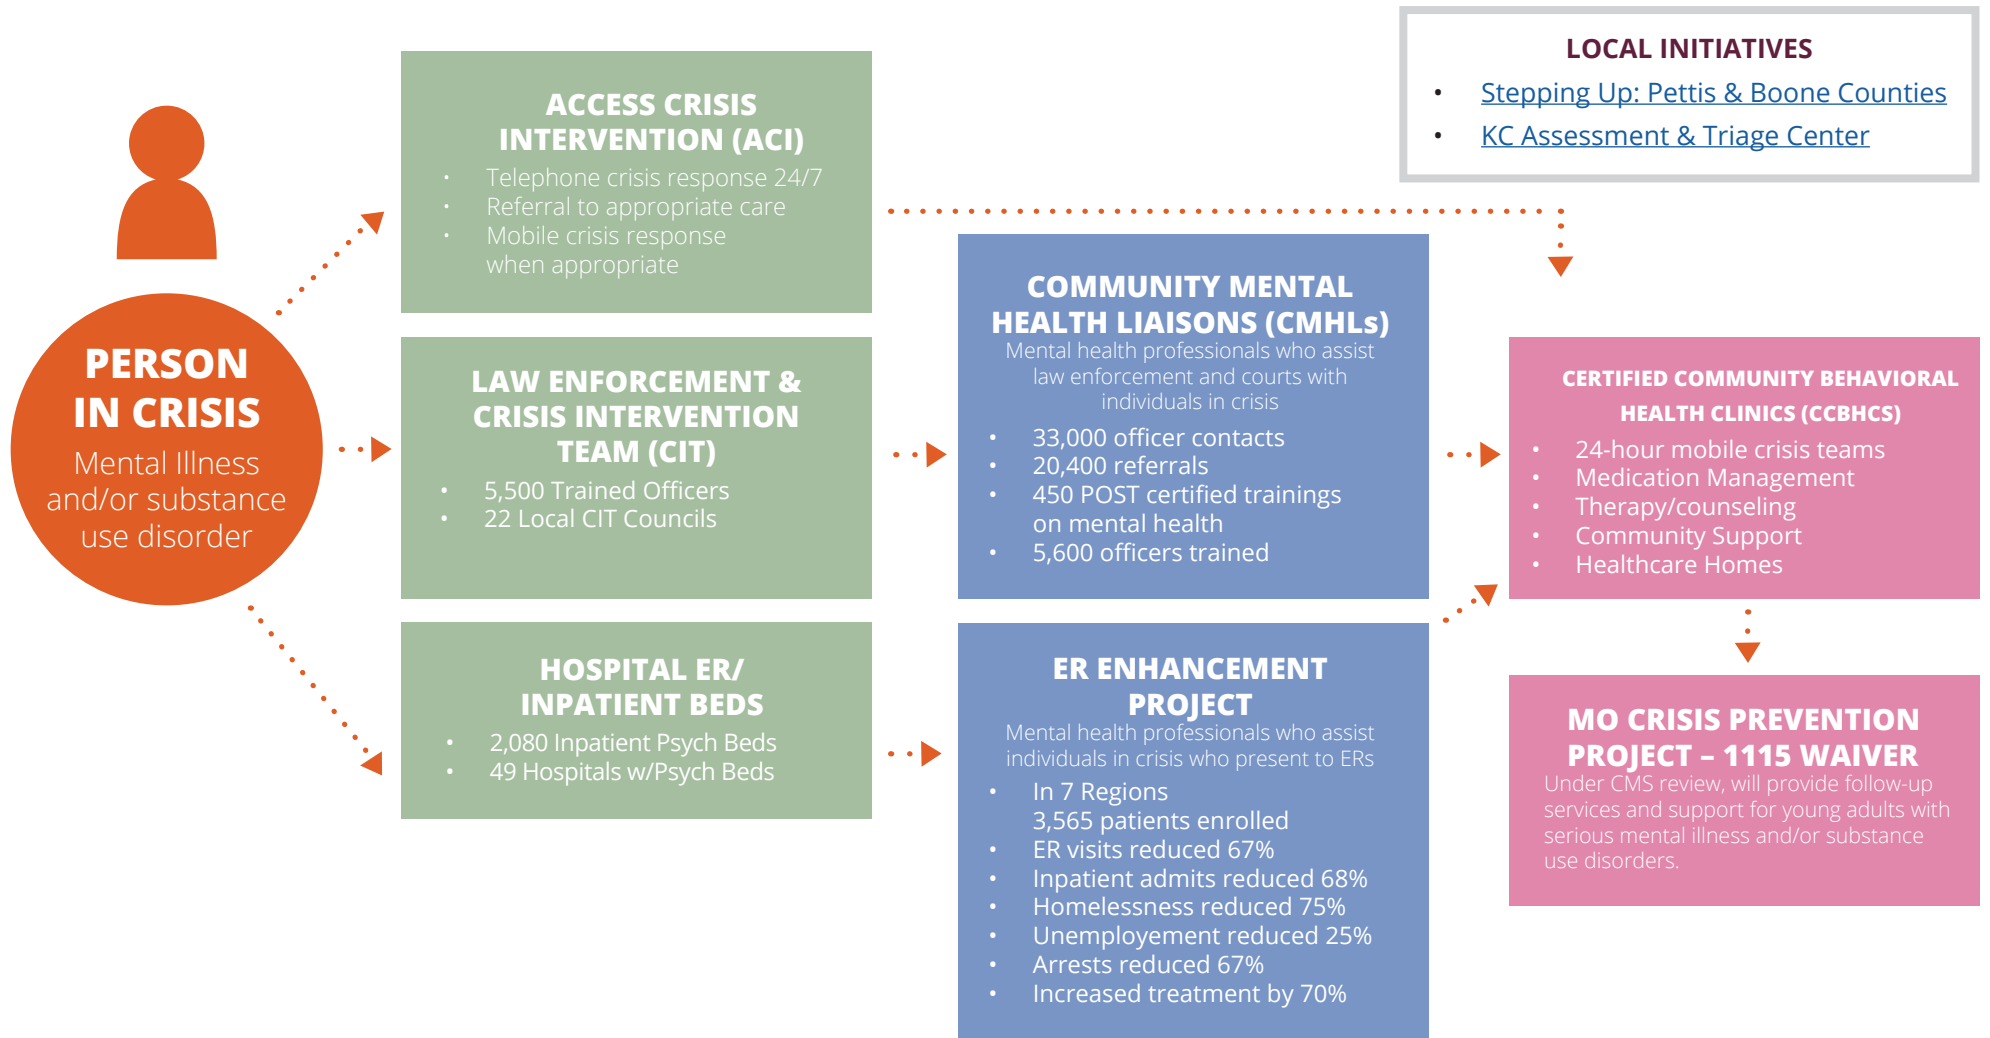 PERSON
IN CRISIS
Mental Illness
and/or substance
use disorder
ACCESS CRISIS
INTERVENTION (ACI)
• Telephone crisis response 24/7
• Referral to appropriate care
• Mobile crisis response
when appropriate
LAW ENFORCEMENT &
CRISIS INTERVENTION
TEAM (CIT)
• 5,500 Trained Officers
• 22 Local CIT Councils
HOSPITAL ER/
INPATIENT BEDS
• 2,080 Inpatient Psych Beds
• 49 Hospitals w/Psych Beds
COMMUNITY MENTAL
HEALTH LIAISONS (CMHLs)
Mental health professionals who assist
law enforcement and courts with
individuals in crisis
• 33,000 officer contacts
• 20,400 referrals
• 450 POST certified trainings
on mental health
• 5,600 officers trained
ER ENHANCEMENT
PROJECT
Mental health professionals who assist
individuals in crisis who present to ERs
• In 7 Regions
3,565 patients enrolled
• ER visits reduced 67%
• Inpatient admits reduced 68%
• Homelessness reduced 75%
• Unemployement reduced 25%
• Arrests reduced 67%
• Increased treatment by 70%
LOCAL INITIATIVES
• Stepping Up: Pettis & Boone Counties
• KC Assessment & Triage Center
CERTIFIED COMMUNITY BEHAVIORAL
HEALTH CLINICS (CCBHCS)
• 24-hour mobile crisis teams
• Medication Management
• Therapy/counseling
• Community Support
• Healthcare Homes
MO CRISIS PREVENTION
PROJECT – 1115 WAIVER
Under CMS review, will provide follow-up
services and support for young adults with
serious mental illness and/or substance
use disorders.